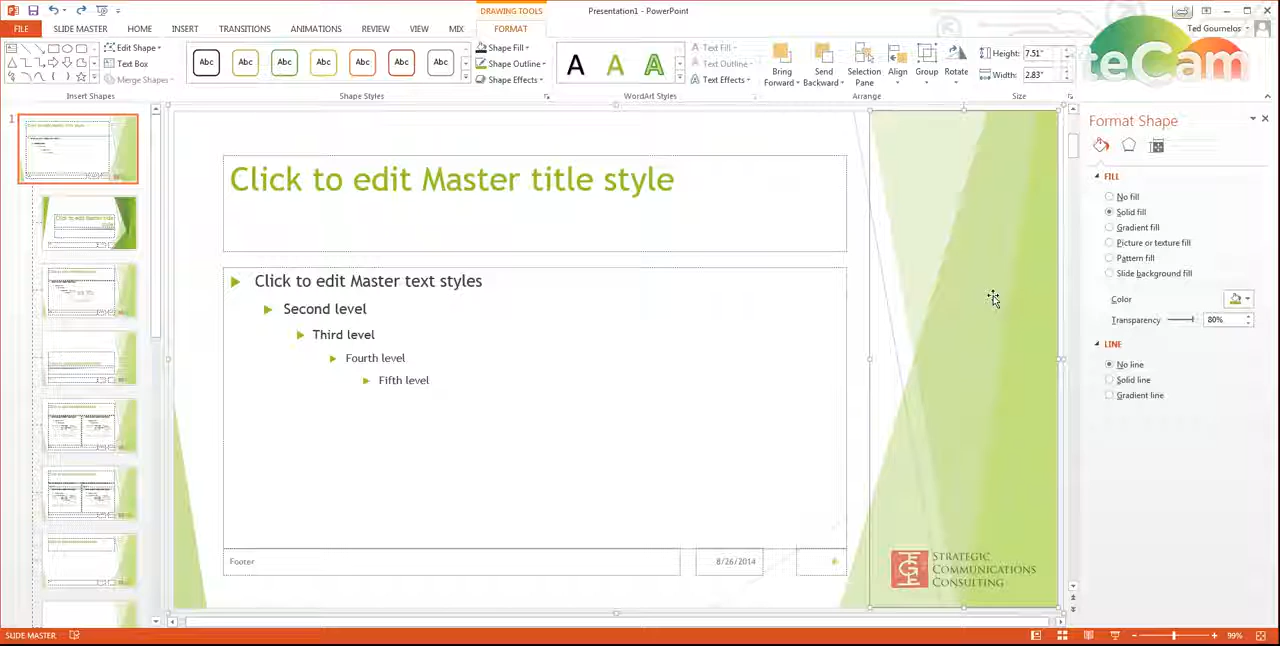 DRAWING TOOLS
Presentation1 - PowerPoint
FILE SLIDE MASTER HOME INSERT TRANSITIONS ANIMATIONS REVIEW VIEW MIX FORMAT
Ted Gournelos
Edit Shape
Text Box
Merge Shapes
Insert Shapes
Abc Abc Abc Abc Abc Abc Abc
Shape Fill
Shape Outline
Shape Effects
Shape Styles
A A A
Text Fill
Text Outline
Text Effects
WordArt Styles
Bring Forward
Send Backward
Selection Pane
Align
Group
Rotate
Arrange
Height: 7.51"
Width: 2.83"
Size
1
Click to edit Master title style
Click to edit Master text styles
Second level
Third level
Fourth level
Fifth level
Footer
8/26/2014
STRATEGIC
COMMUNICATIONS
CONSULTING
Format Shape
FILL
No fill
Solid fill
Gradient fill
Picture or texture fill
Pattern fill
Slide background fill
Color
Transparency 80%
LINE
No line
Solid line
Gradient line
SLIDE MASTER
99%